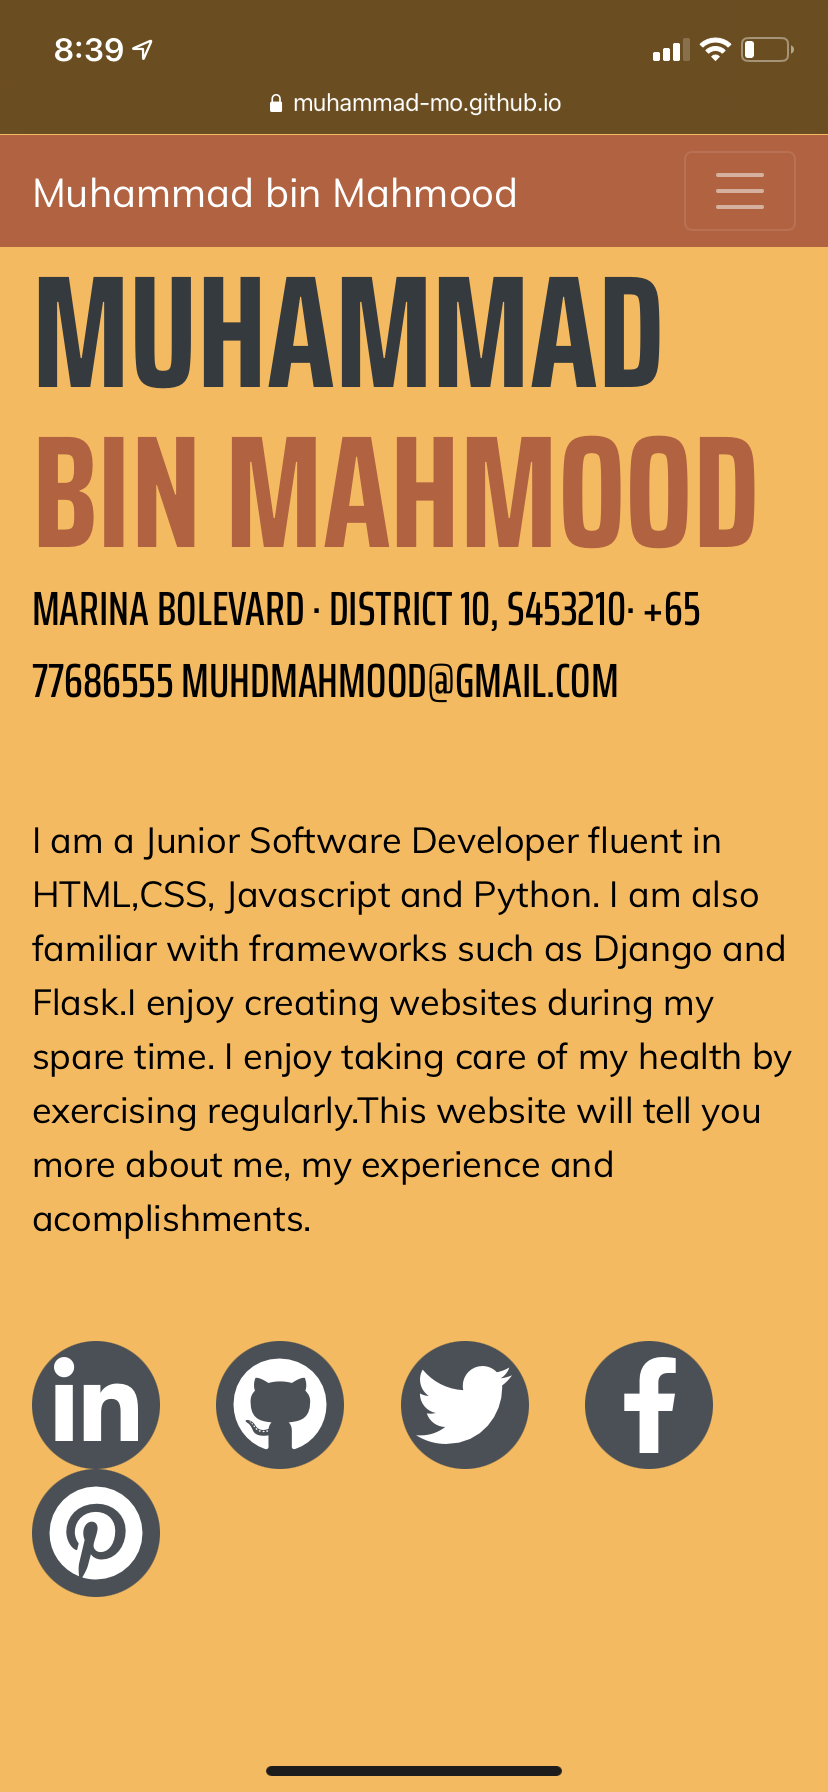 8:39
muhammad-mo.github.io
Muhammad bin Mahmood
MUHAMMAD
BIN MAHMOOD
MARINA BOLEVARD · DISTRICT 10, S453210· +65
77686555 MUHDMAHMOOD@GMAIL.COM
I am a Junior Software Developer fluent in
HTML,CSS, Javascript and Python. I am also
familiar with frameworks such as Django and
Flask.I enjoy creating websites during my
spare time. I enjoy taking care of my health by
exercising regularly.This website will tell you
more about me, my experience and
acomplishments.